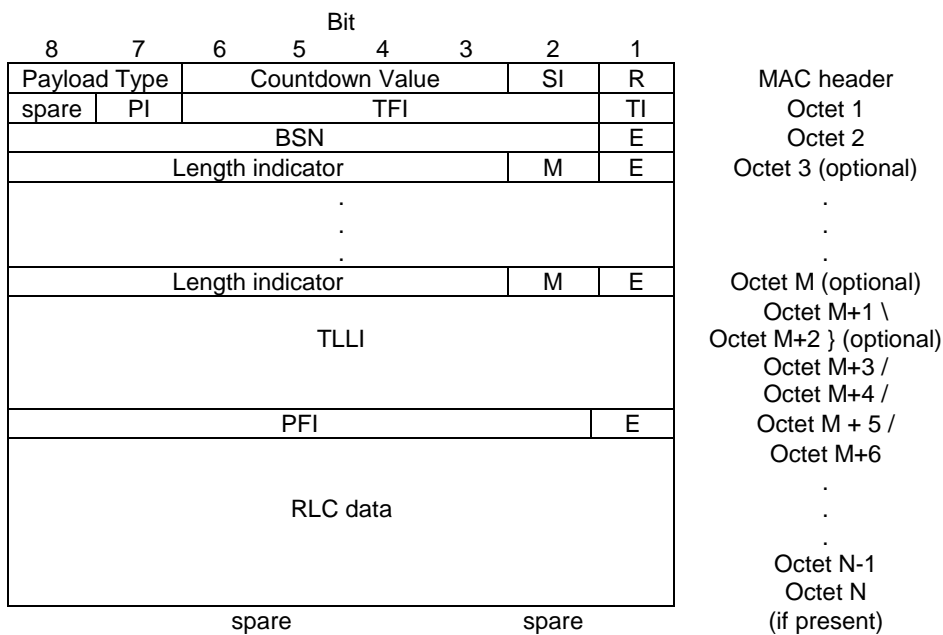 Bit
8 7 6 5 4 3 2 1
Payload Type Countdown Value SI R MAC header
spare PI TFI TI Octet 1
BSN E Octet 2
Length indicator M E Octet 3 (optional)
. .
. .
. .
Length indicator M E Octet M (optional)
Octet M+1 \
TLLI Octet M+2 } (optional)
Octet M+3 /
Octet M+4 /
PFI E Octet M + 5 /
Octet M+6
.
RLC data .
.
Octet N-1
Octet N
spare spare (if present)